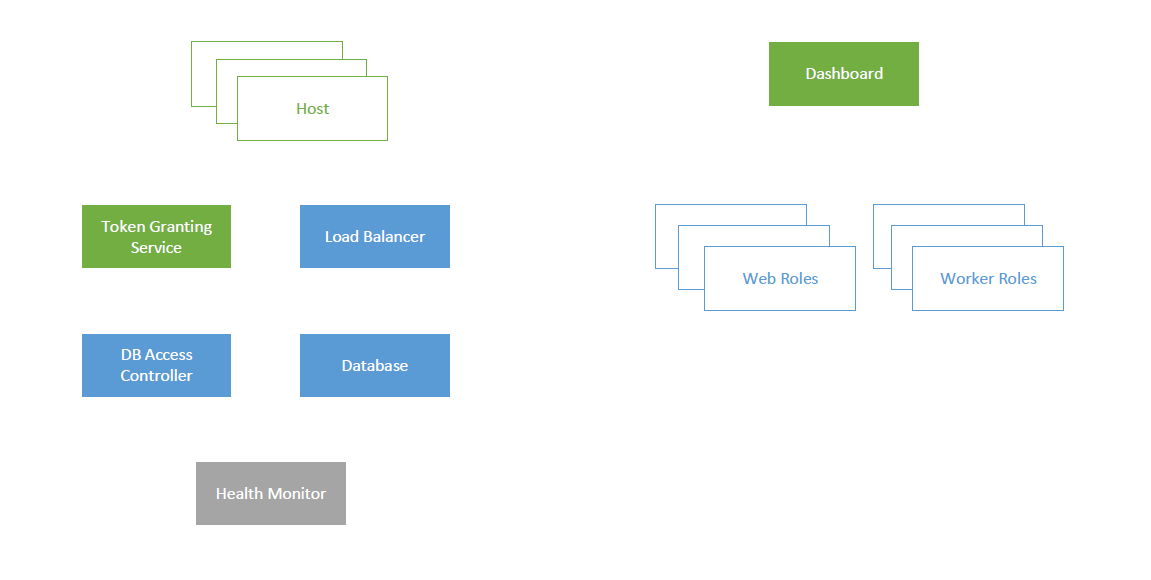 Host
Dashboard
Token Granting
Service
Load Balancer
Web Roles
Worker Roles
DB Access
Controller
Database
Health Monitor